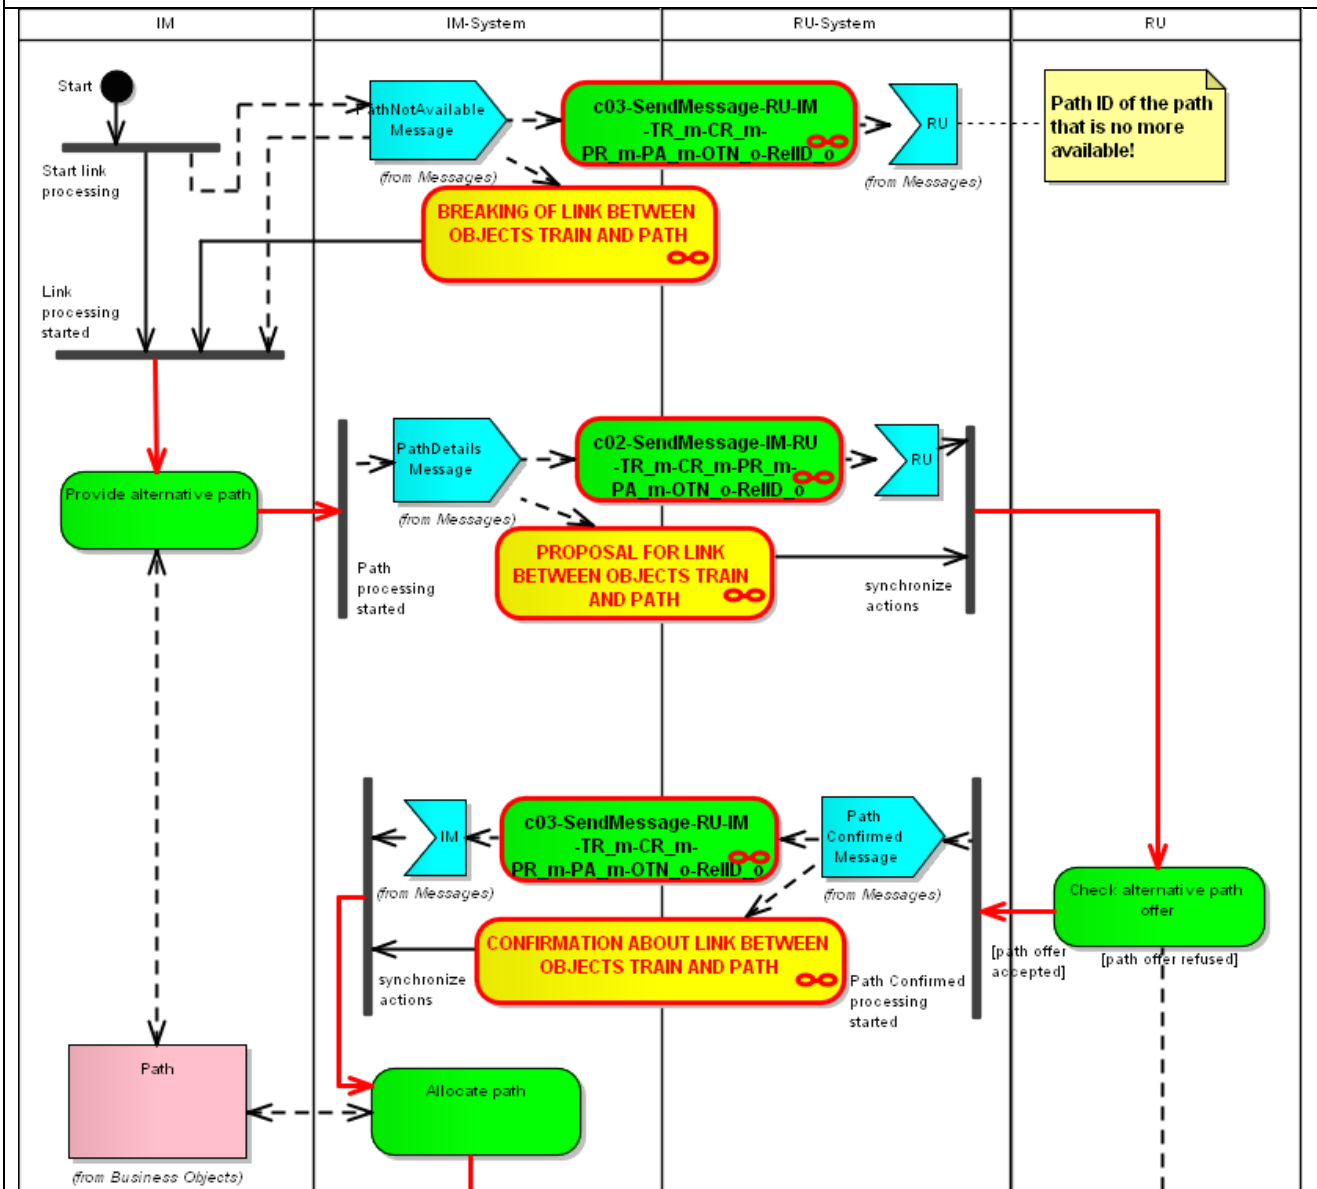 IM
IM-System
RU-System
RU
Start
PathNotAvailable
Message
(from Messages)
c03-SendMessage-RU-IM
-TR_m-CR_m-
PR_m-PA_m-OTN_o-RelID_o
RU
(from Messages)
Path ID of the path
that is no more
available!
Start link
processing
BREAKING OF LINK BETWEEN
OBJECTS TRAIN AND PATH
Link
processing
started
PathDetails
Message
(from Messages)
c02-SendMessage-IM-RU
-TR_m-CR_m-PR_m-
PA_m-OTN_o-RelID_o
RU
Provide alternative path
Path
processing
started
PROPOSAL FOR LINK
BETWEEN OBJECTS TRAIN
AND PATH
synchronize
actions
IM
(from Messages)
c03-SendMessage-RU-IM
-TR_m-CR_m-
PR_m-PA_m-OTN_o-RelID_o
Path
Confirmed
Message
(from Messages)
Check alternative path
offer
[path offer
accepted]
[path offer refused]
CONFIRMATION ABOUT LINK BETWEEN
OBJECTS TRAIN AND PATH
synchronize
actions
Path Confirmed
processing
started
Path
(from Business Objects)
Allocate path